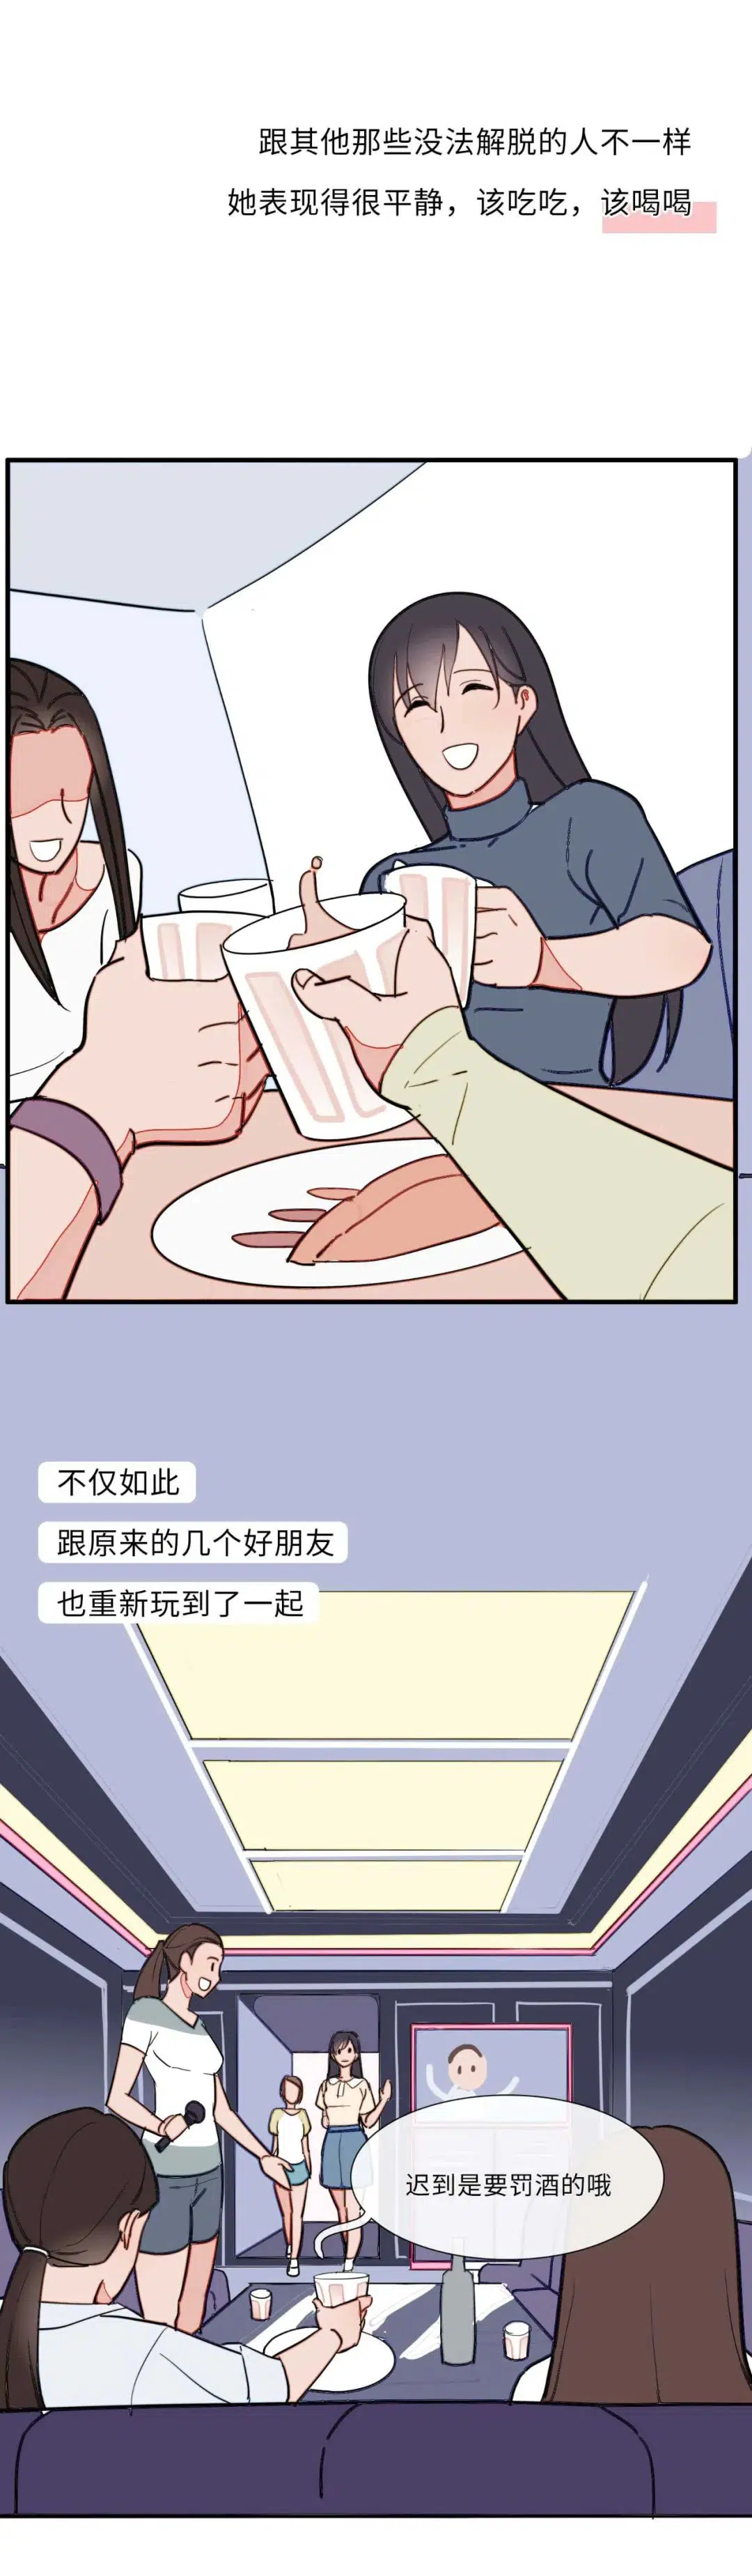 跟其他那些没法解脱的人不一样
她表现得很平静，该吃吃，该喝喝
不仅如此
跟原来的几个好朋友
也重新玩到了一起
迟到是要罚酒的哦